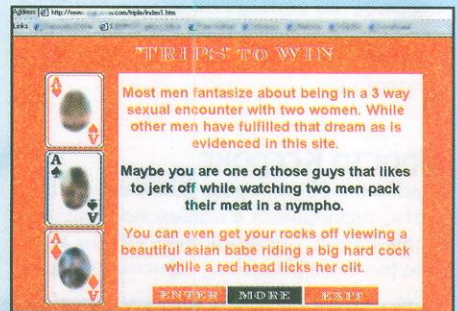 Address http://www. .com/triple/index1.htm
Links
"TRIPS" TO WIN
Most men fantasize about being in a 3 way
sexual encounter with two women. While
other men have fulfilled that dream as is
evidenced in this site.
Maybe you are one of those guys that likes
to jerk off while watching two men pack
their meat in a nympho.
You can even get your rocks off viewing a
beautiful asian babe riding a big hard cock
while a red head licks her clit.
A
A
A
A
A
A
ENTER MORE EXIT